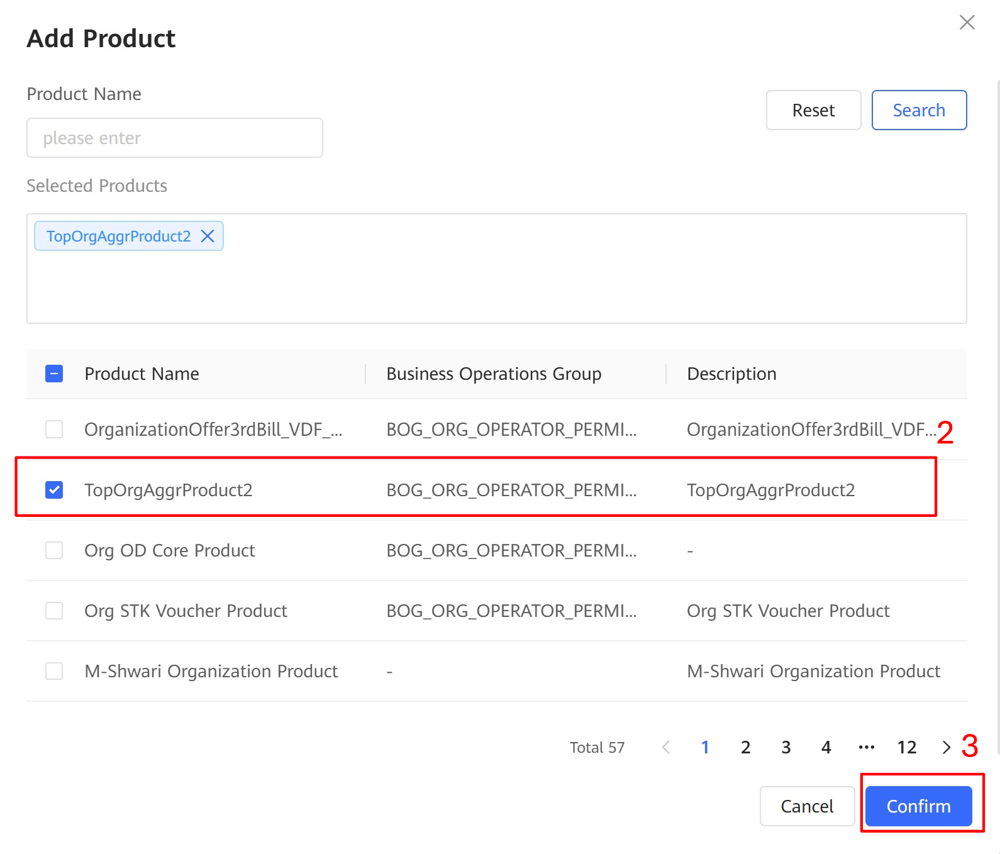 Add Product
Product Name
Reset
Search
please enter
Selected Products
TopOrgAggrProduct2
Product Name Business Operations Group Description
OrganizationOffer3rdBill_VDF_... BOG_ORG_OPERATOR_PERMI... OrganizationOffer3rdBill_VDF...
2
TopOrgAggrProduct2 BOG_ORG_OPERATOR_PERMI... TopOrgAggrProduct2
Org OD Core Product BOG_ORG_OPERATOR_PERMI... -
Org STK Voucher Product BOG_ORG_OPERATOR_PERMI... Org STK Voucher Product
M-Shwari Organization Product - M-Shwari Organization Product
Total 57 < 1 2 3 4 ... 12 >
3
Cancel Confirm